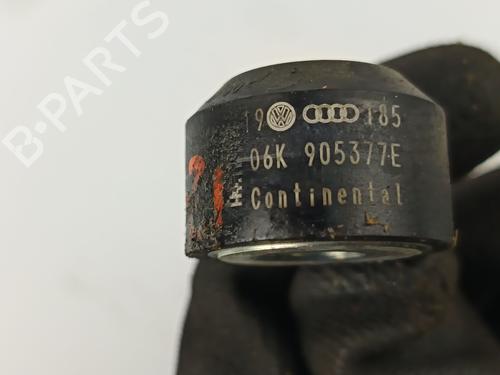 19 185
06K 905377E
Continental
B-PARTS